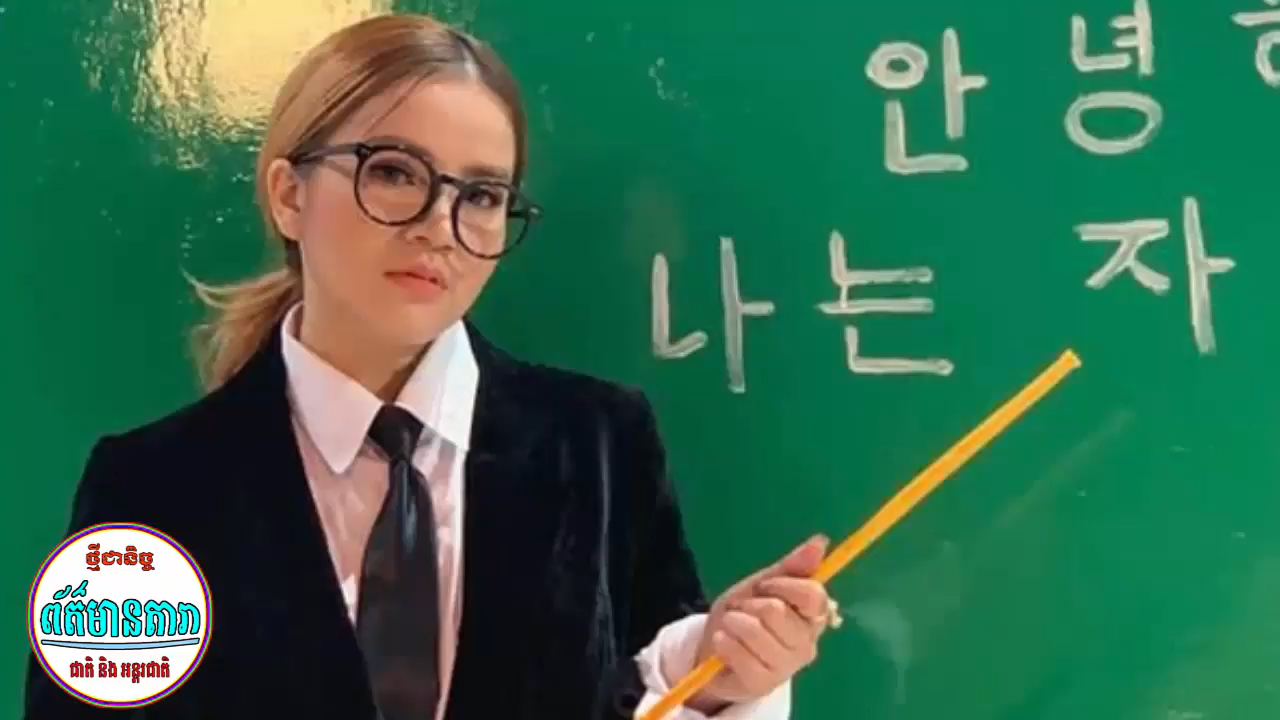 안녕
나는 자
ថ្មីជានិច្ច
ព័ត៌មានតារា
ជាតិ និង អន្តរជាតិ